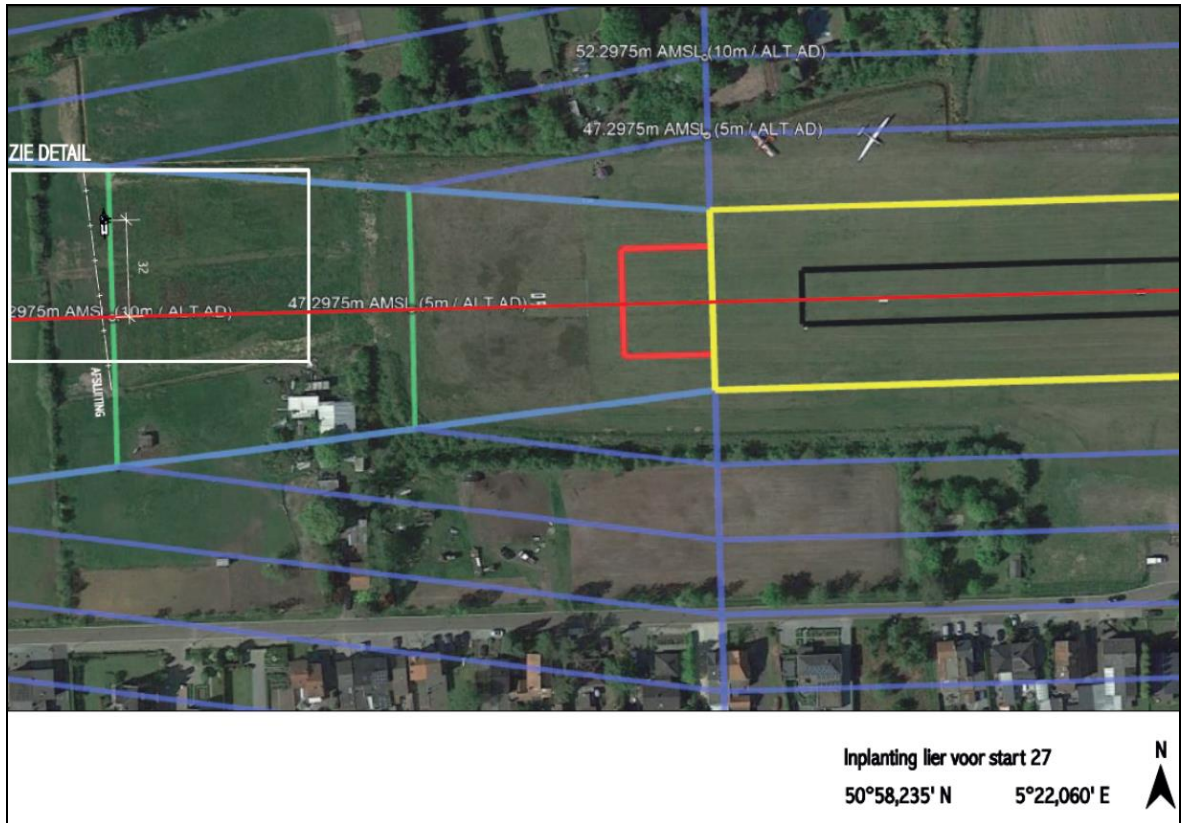 52.2975m AMSL (10m / ALT AD)
47.2975m AMSL (5m / ALT AD)
ZIE DETAIL
32
2975m AMSL (10m / ALT AD)
47.2975m AMSL (5m / ALT AD)
AFSLUITING
Inplanting lier voor start 27
50°58,235' N 5°22,060' E
N